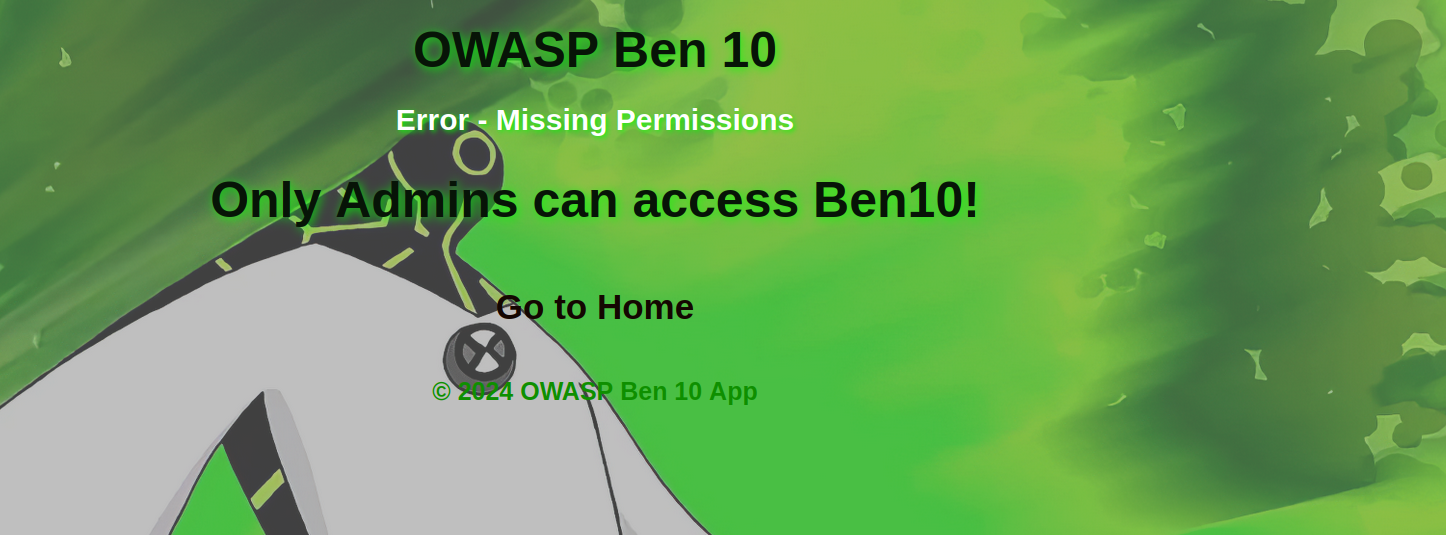 OWASP Ben 10
Error - Missing Permissions
Only Admins can access Ben10!
Go to Home
© 2024 OWASP Ben 10 App